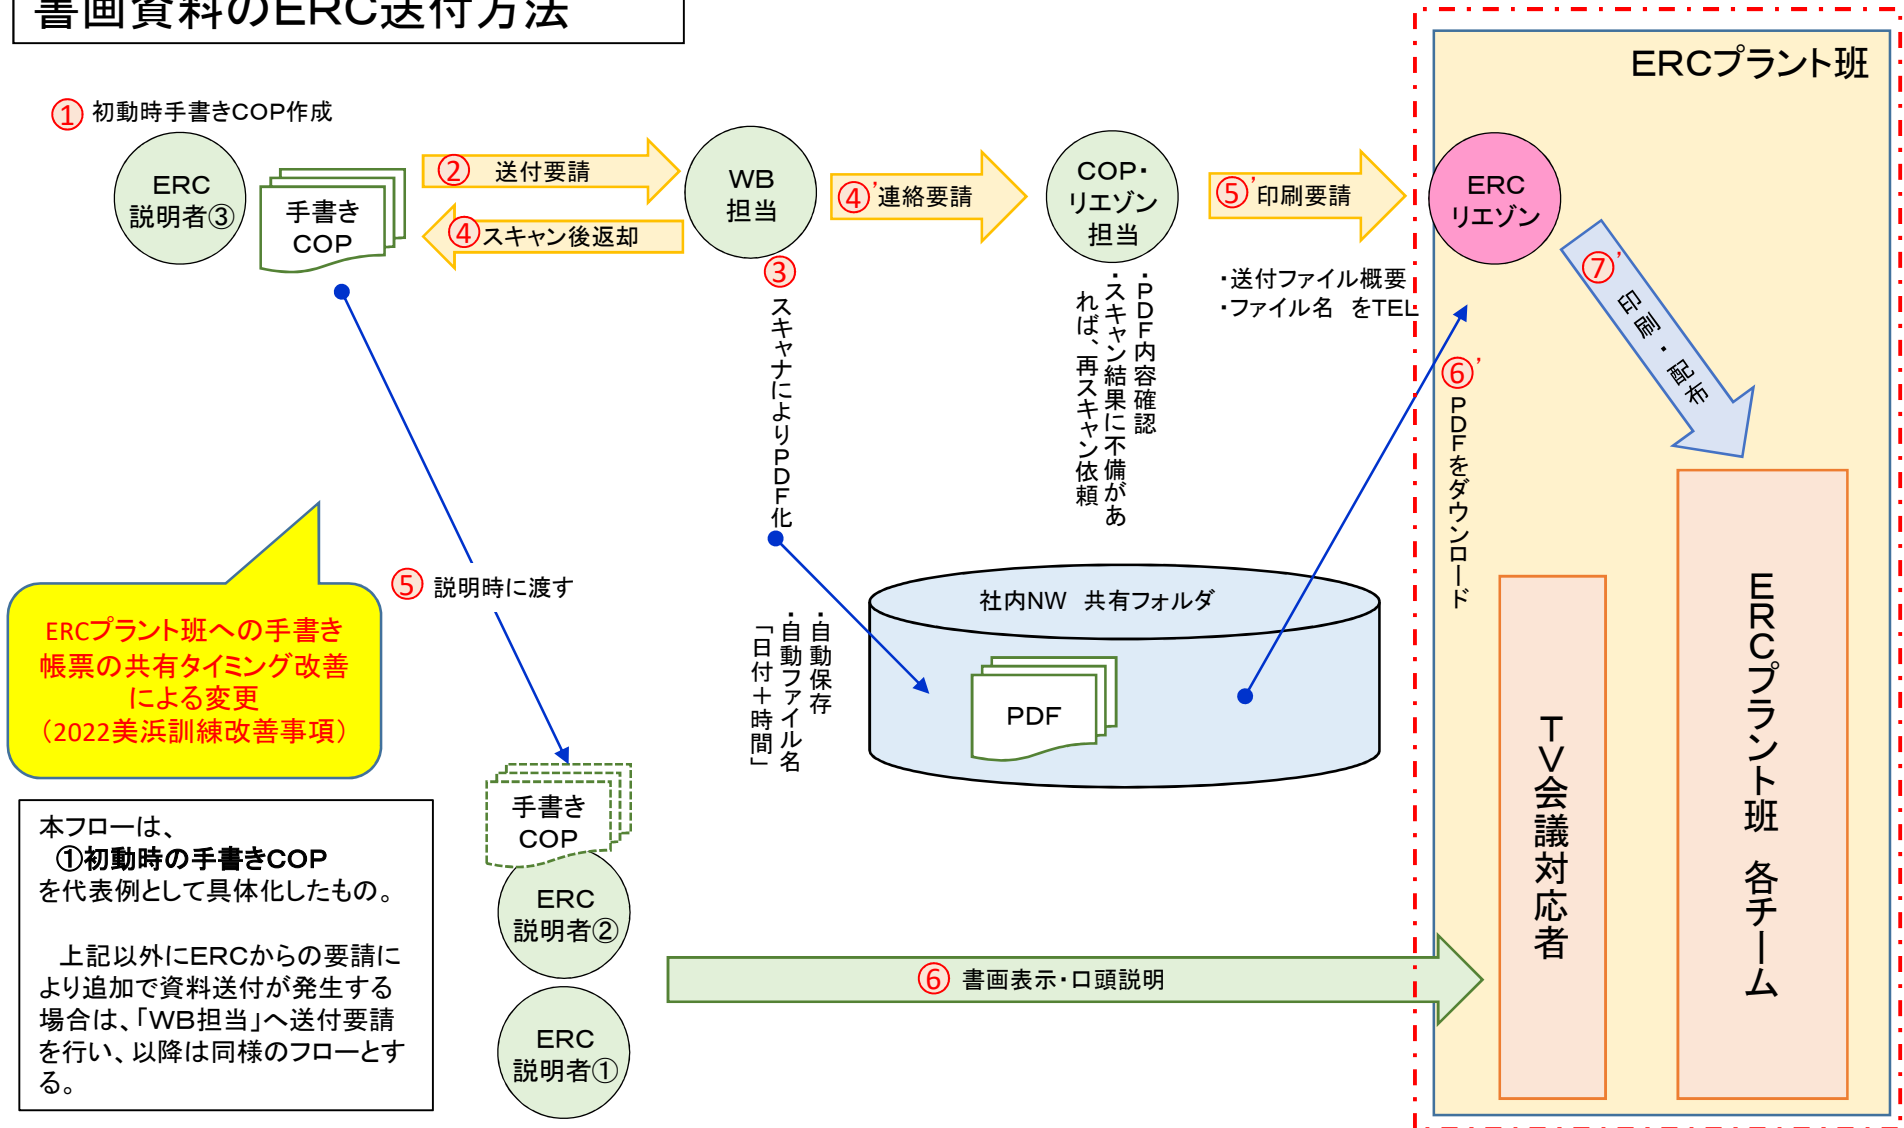 書画資料のERC送付方法
ERCプラント班
① 初動時手書きCOP作成
ERC
説明者③
手書き
COP
② 送付要請
④ スキャン後返却
WB
担当
④’連絡要請
COP・
リエゾン
担当
⑤’印刷要請
ERC
リエゾン
・送付ファイル概要
・ファイル名　をTEL
③
スキャナによりPDF化
・PDF内容確認
・スキャン結果に不備があ
れば、再スキャン依頼
⑦’
印刷・配布
⑥’
PDFをダウンロード
ERCプラント班への手書き
帳票の共有タイミング改善
による変更
（2022美浜訓練改善事項）
⑤ 説明時に渡す
・自動保存
・自動ファイル名
「日付＋時間」
社内NW　共有フォルダ
PDF
手書き
COP
ERC
説明者②
ERC
説明者①
⑥ 書画表示・口頭説明
TV会議対応者
ERCプラント班　各チーム
本フローは、
①初動時の手書きCOP
を代表例として具体化したもの。
上記以外にERCからの要請に
より追加で資料送付が発生する
場合は、「WB担当」へ送付要請
を行い、以降は同様のフローとす
る。